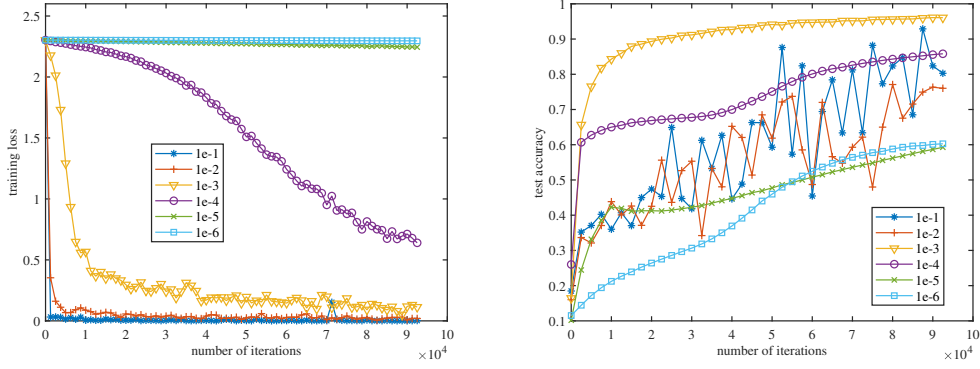 2.5
2
1.5
1
0.5
0
training loss
1e-1
1e-2
1e-3
1e-4
1e-5
1e-6
0 1 2 3 4 5 6 7 8 9 10
number of iterations
×10⁴
1
0.9
0.8
0.7
0.6
0.5
0.4
0.3
0.2
0.1
test accuracy
1e-1
1e-2
1e-3
1e-4
1e-5
1e-6
0 1 2 3 4 5 6 7 8 9 10
number of iterations
×10⁴